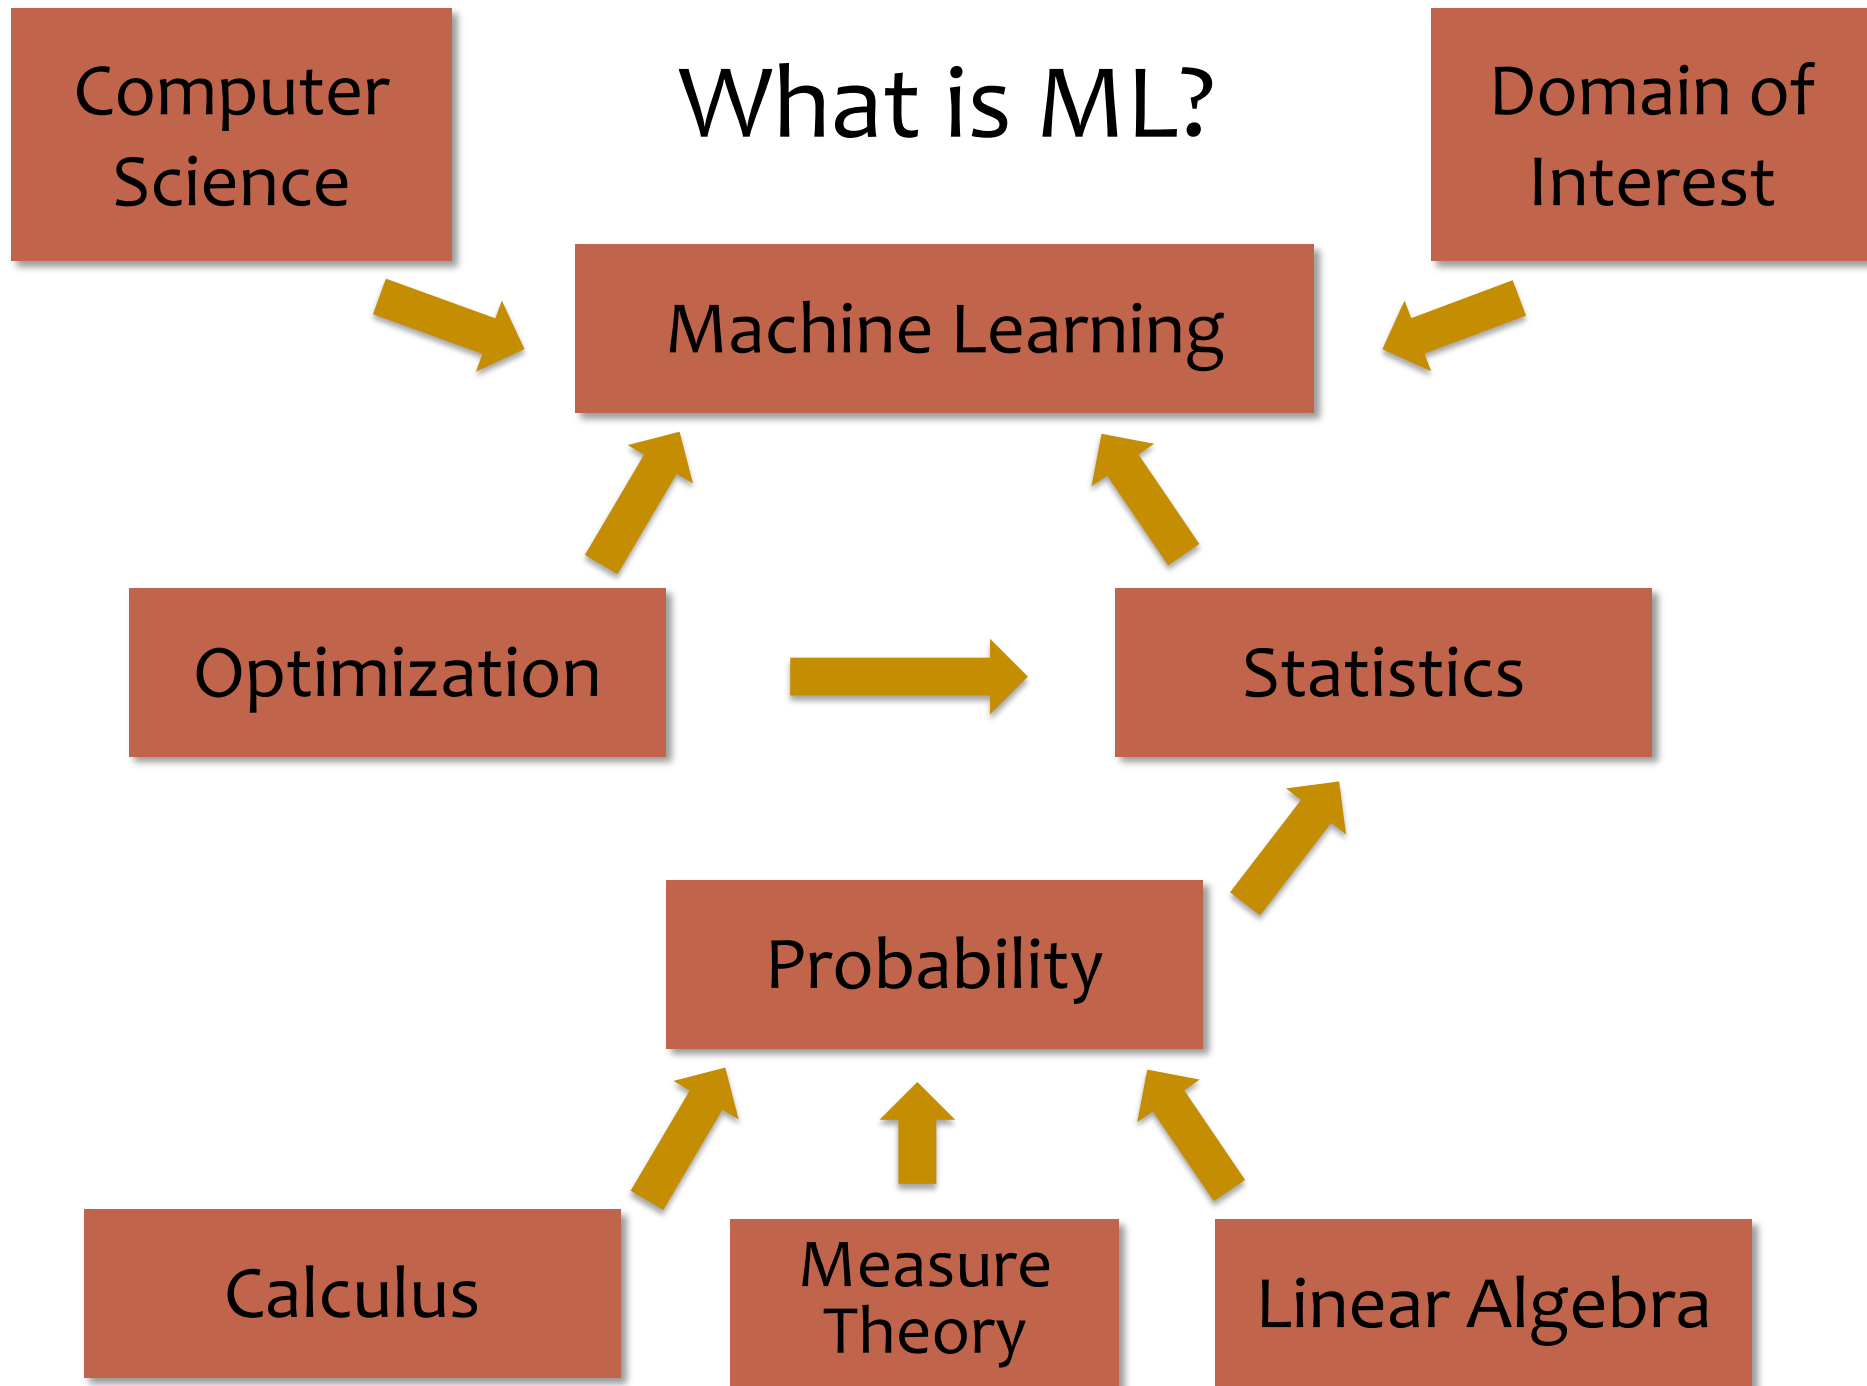 What is ML?
Computer
Science
Domain of
Interest
Machine Learning
Optimization
Statistics
Probability
Calculus
Measure
Theory
Linear Algebra